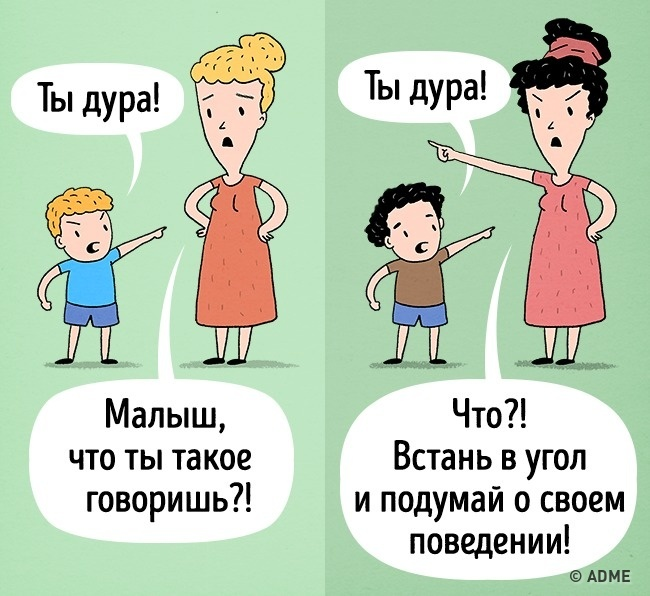 Ты дура!
Малыш,
что ты такое
говоришь?!
Ты дура!
Что?!
Встань в угол
и подумай о своем
поведении!
© ADME